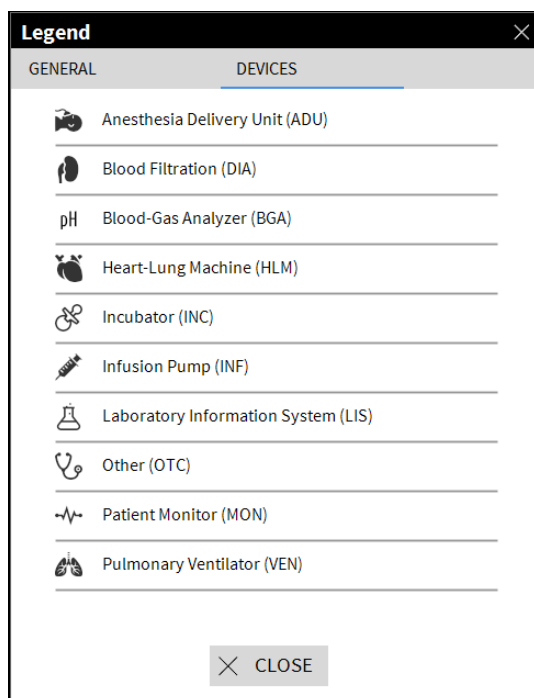 Legend
GENERAL DEVICES
Anesthesia Delivery Unit (ADU)
Blood Filtration (DIA)
pH Blood-Gas Analyzer (BGA)
Heart-Lung Machine (HLM)
Incubator (INC)
Infusion Pump (INF)
Laboratory Information System (LIS)
Other (OTC)
Patient Monitor (MON)
Pulmonary Ventilator (VEN)
CLOSE